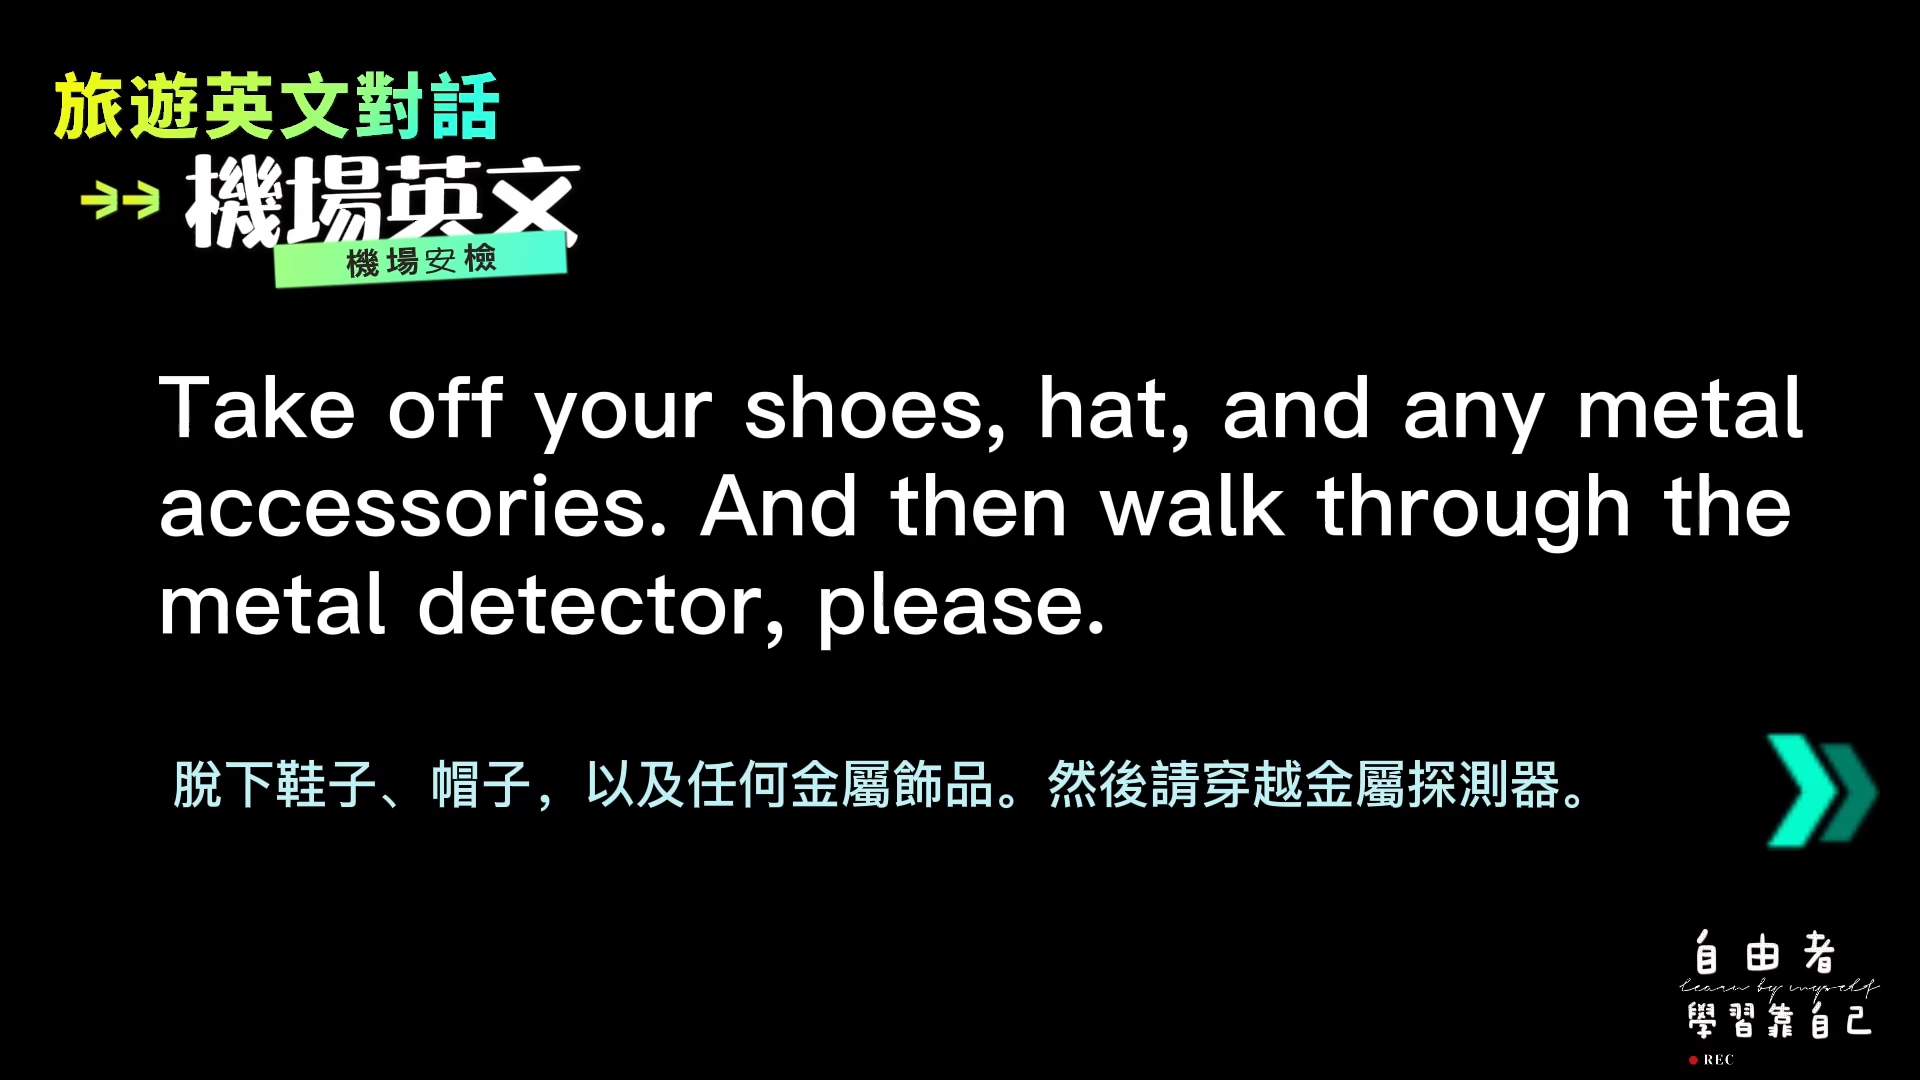 旅遊英文對話
機場英文
機場安檢
Take off your shoes, hat, and any metal
accessories. And then walk through the
metal detector, please.
脫下鞋子、帽子，以及任何金屬飾品。然後請穿越金屬探測器。
自由者
learn by myself
學習靠自己
REC